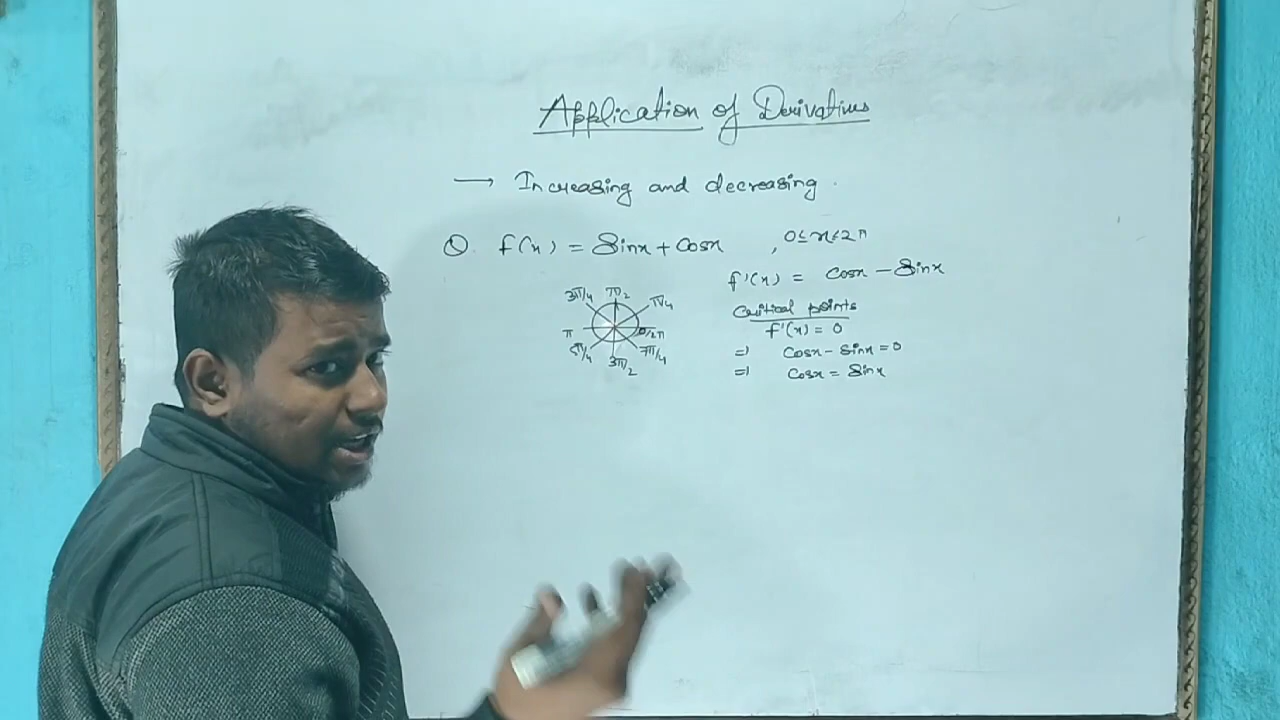 Application of Derivatives
→ Increasing and decreasing.
Q. f(x) = Sinx + Cosx , 0≤x≤2π
f'(x) = Cosx - Sinx
Critical points
f'(x) = 0
=) Cosx - Sinx = 0
=) Cosx = Sinx
3π/4 π/2 π/4
π 0/2π
5π/4 3π/2 7π/4